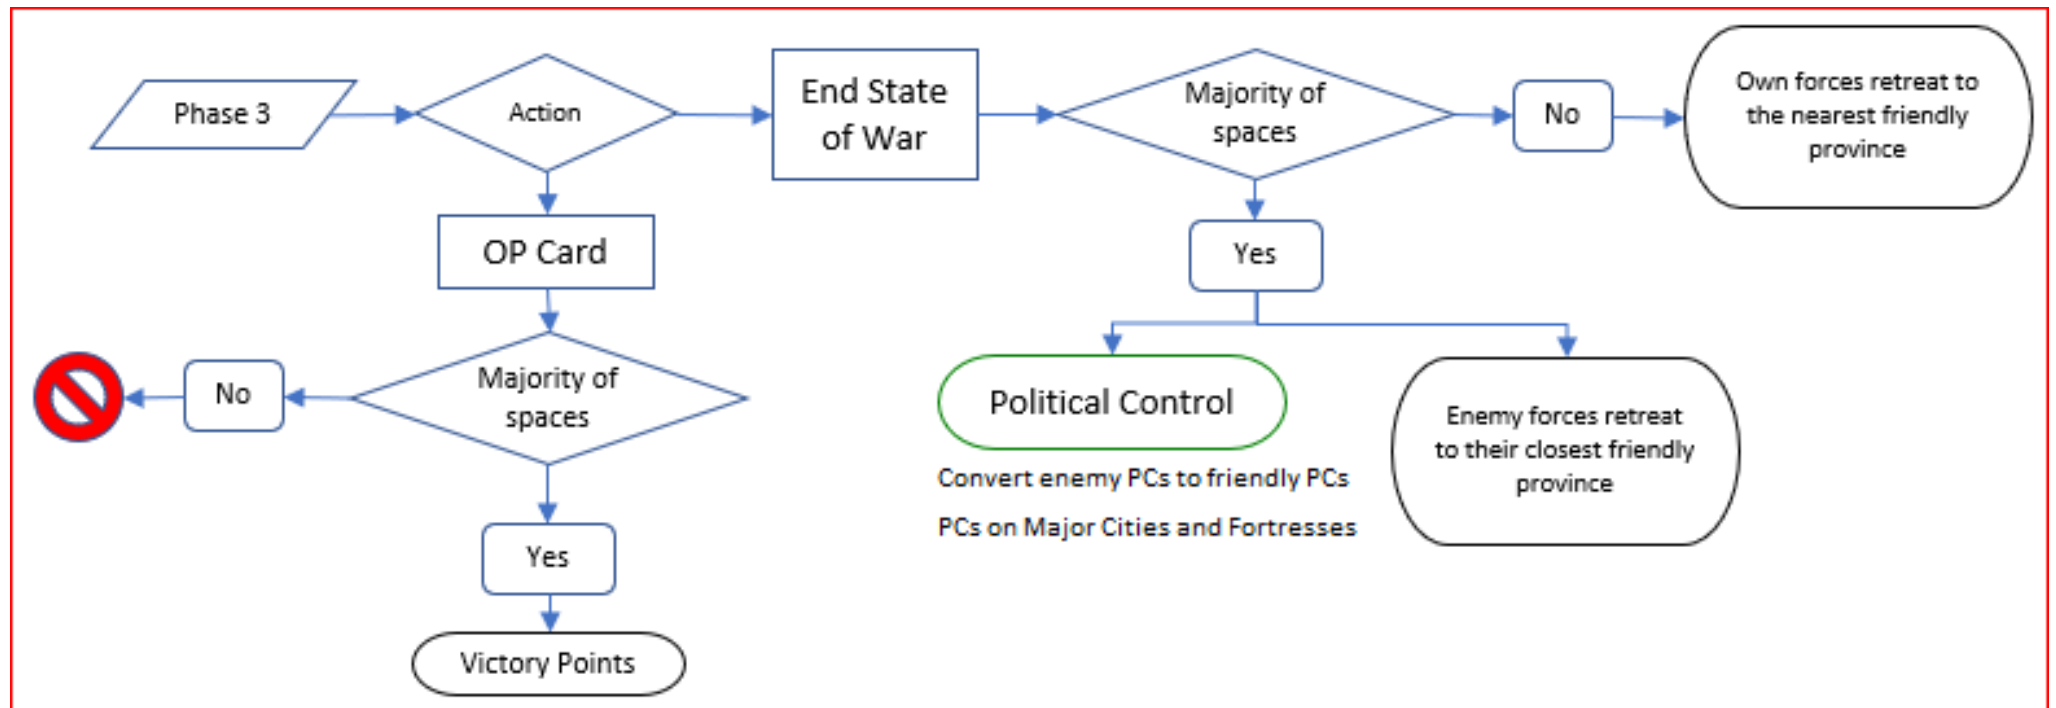 Phase 3
Action
End State
of War
Majority of
spaces
No
Own forces retreat to
the nearest friendly
province
OP Card
Yes
Majority of
spaces
No
Political Control
Convert enemy PCs to friendly PCs
PCs on Major Cities and Fortresses
Enemy forces retreat
to their closest friendly
province
Yes
Victory Points